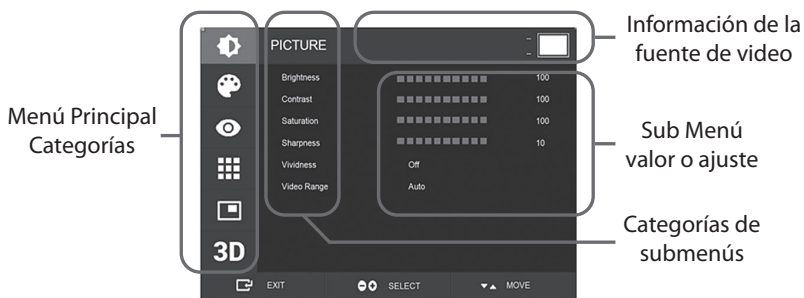 Información de la
fuente de video
PICTURE
Brightness 100
Contrast 100
Menú Principal
Categorías
Saturation 100
Sharpness 10
Sub Menú
valor o ajuste
Vividness Off
Video Range Auto
Categorías de
submenús
3D
EXIT SELECT MOVE